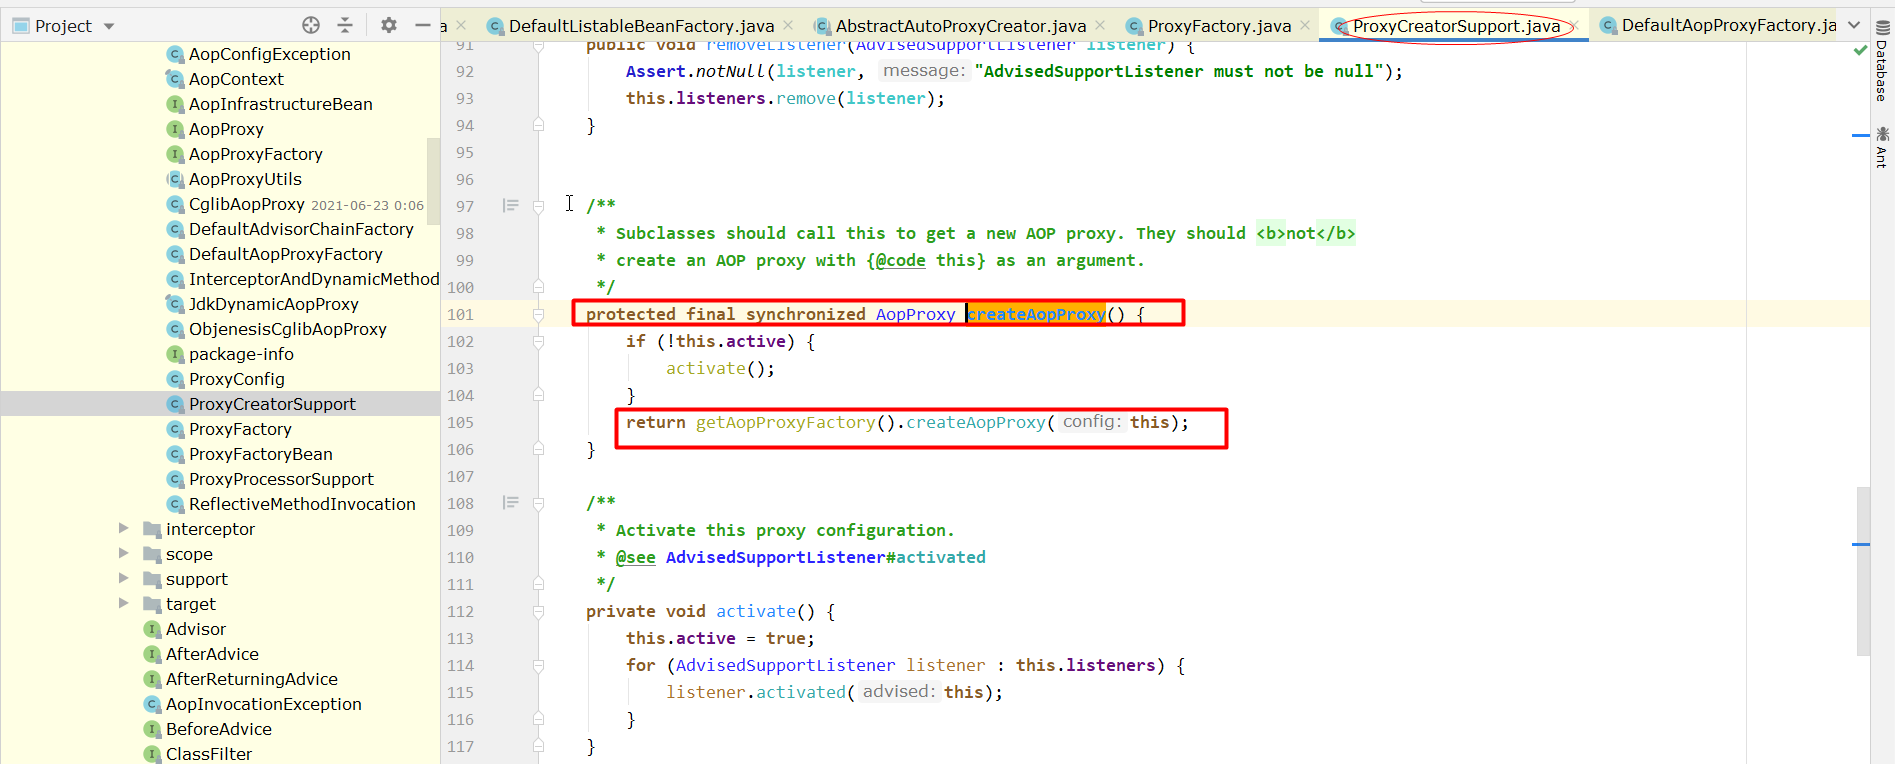 Project
a DefaultListableBeanFactory.java AbstractAutoProxyCreator.java ProxyFactory.java ProxyCreatorSupport.java DefaultAopProxyFactory.ja
AopConfigException
AopContext
AopInfrastructureBean
AopProxy
AopProxyFactory
AopProxyUtils
CglibAopProxy 2021-06-23 0:06
DefaultAdvisorChainFactory
DefaultAopProxyFactory
InterceptorAndDynamicMethod
JdkDynamicAopProxy
ObjenesisCglibAopProxy
package-info
ProxyConfig
ProxyCreatorSupport
ProxyFactory
ProxyFactoryBean
ProxyProcessorSupport
ReflectiveMethodInvocation
interceptor
scope
support
target
Advisor
AfterAdvice
AfterReturningAdvice
AopInvocationException
BeforeAdvice
ClassFilter
91 public void removeListener(AdvisedSupportListener listener) {
92 Assert.notNull(listener, message: "AdvisedSupportListener must not be null");
93 this.listeners.remove(listener);
94 }
95
96
97 /**
98 * Subclasses should call this to get a new AOP proxy. They should <b>not</b>
99 * create an AOP proxy with {@code this} as an argument.
100 */
101 protected final synchronized AopProxy createAopProxy() {
102 if (!this.active) {
103 activate();
104 }
105 return getAopProxyFactory().createAopProxy( config: this);
106 }
107
108 /**
109 * Activate this proxy configuration.
110 * @see AdvisedSupportListener#activated
111 */
112 private void activate() {
113 this.active = true;
114 for (AdvisedSupportListener listener : this.listeners) {
115 listener.activated( advised: this);
116 }
117 }
Database
Ant